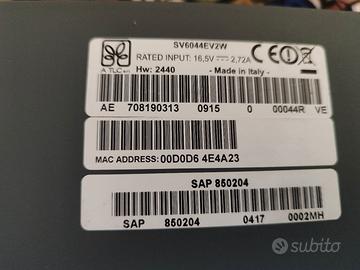 SV6044EV2W
RATED INPUT: 16,5V 2,72A
A TLC srl
Hw: 2440 - Made in Italy -
AE 708190313 0915 0 00044R VE
MAC ADDRESS: 00D0D6 4E4A23
SAP 850204
SAP 850204 0417 0002MH
subito